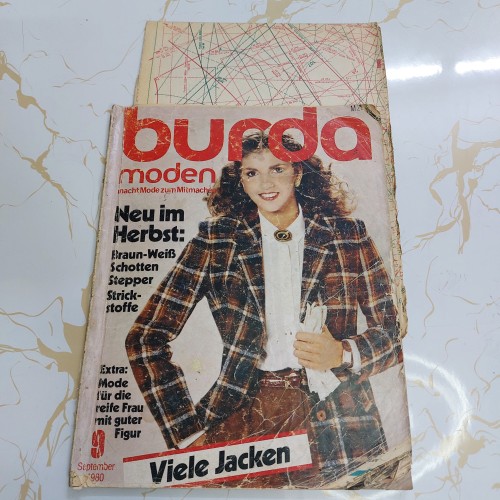 burda
moden
macht Mode zum Mitmachen
Neu im
Herbst:
Braun-Weiß
Schotten
Stepper
Strick-
stoffe
Extra:
Mode
für die
reife Frau
mit guter
Figur
9
September
1980
Viele Jacken